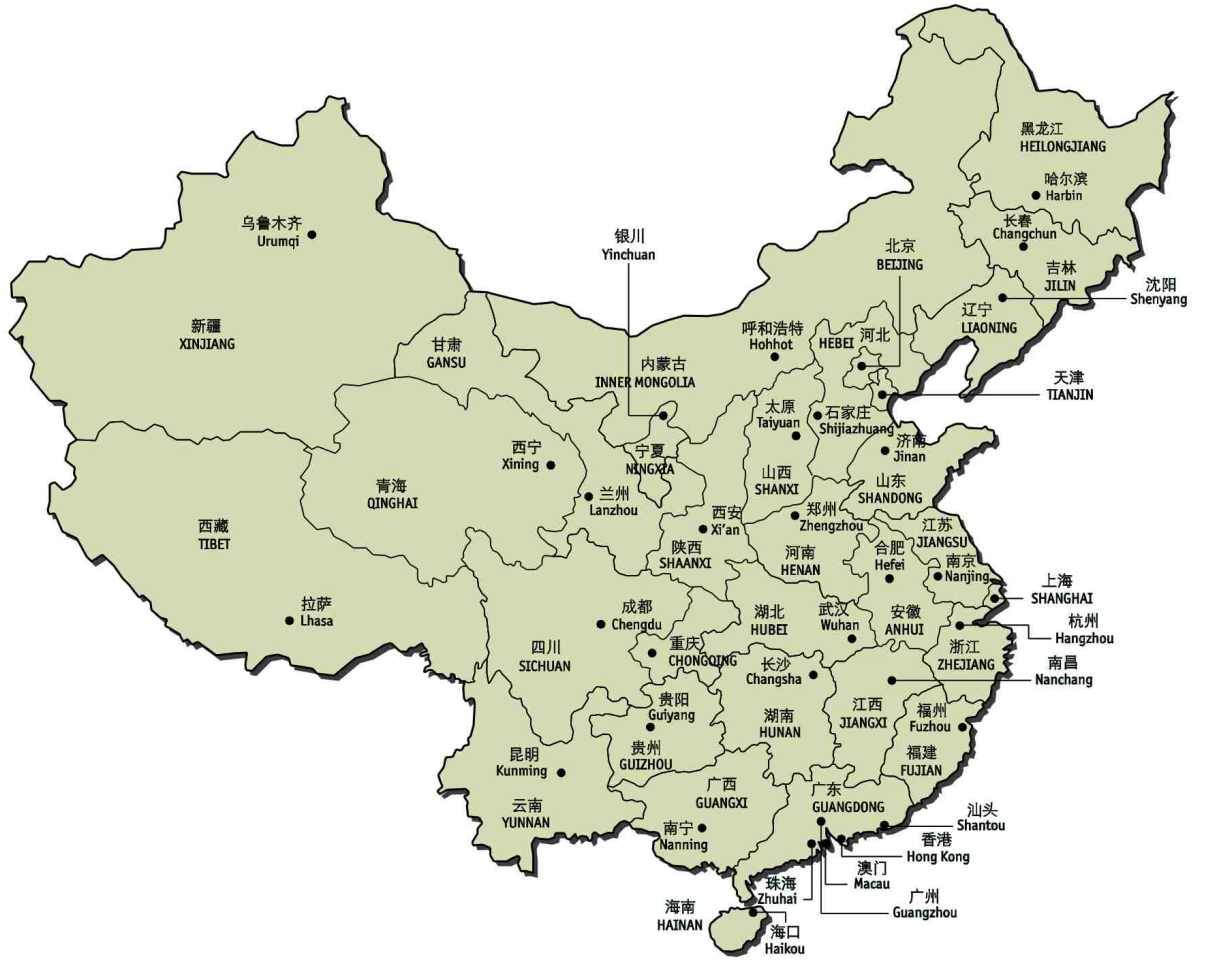 黑龙江
HEILONGJIANG
哈尔滨
Harbin
长春
Changchun
吉林
JILIN
沈阳
Shenyang
辽宁
LIAONING
乌鲁木齐
Urumqi
银川
Yinchuan
北京
BEIJING
新疆
XINJIANG
甘肃
GANSU
内蒙古
INNER MONGOLIA
呼和浩特
Hohhot
HEBEI 河北
天津
TIANJIN
太原
Taiyuan
石家庄
Shijiazhuang
济南
Jinan
西宁
Xining
宁夏
NINGXIA
青海
QINGHAI
兰州
Lanzhou
山西
SHANXI
山东
SHANDONG
西藏
TIBET
西安
Xi'an
郑州
Zhengzhou
陕西
SHAANXI
河南
HENAN
江苏
JIANGSU
合肥
Hefei
南京
Nanjing
上海
SHANGHAI
拉萨
Lhasa
成都
Chengdu
湖北
HUBEI
武汉
Wuhan
安徽
ANHUI
杭州
Hangzhou
四川
SICHUAN
重庆
CHONGQING
浙江
ZHEJIANG
长沙
Changsha
南昌
Nanchang
贵阳
Guiyang
湖南
HUNAN
江西
JIANGXI
福州
Fuzhou
昆明
Kunming
贵州
GUIZHOU
福建
FUJIAN
云南
YUNNAN
广西
GUANGXI
广东
GUANGDONG
南宁
Nanning
汕头
Shantou
香港
Hong Kong
澳门
Macau
珠海
Zhuhai
广州
Guangzhou
海南
HAINAN
海口
Haikou